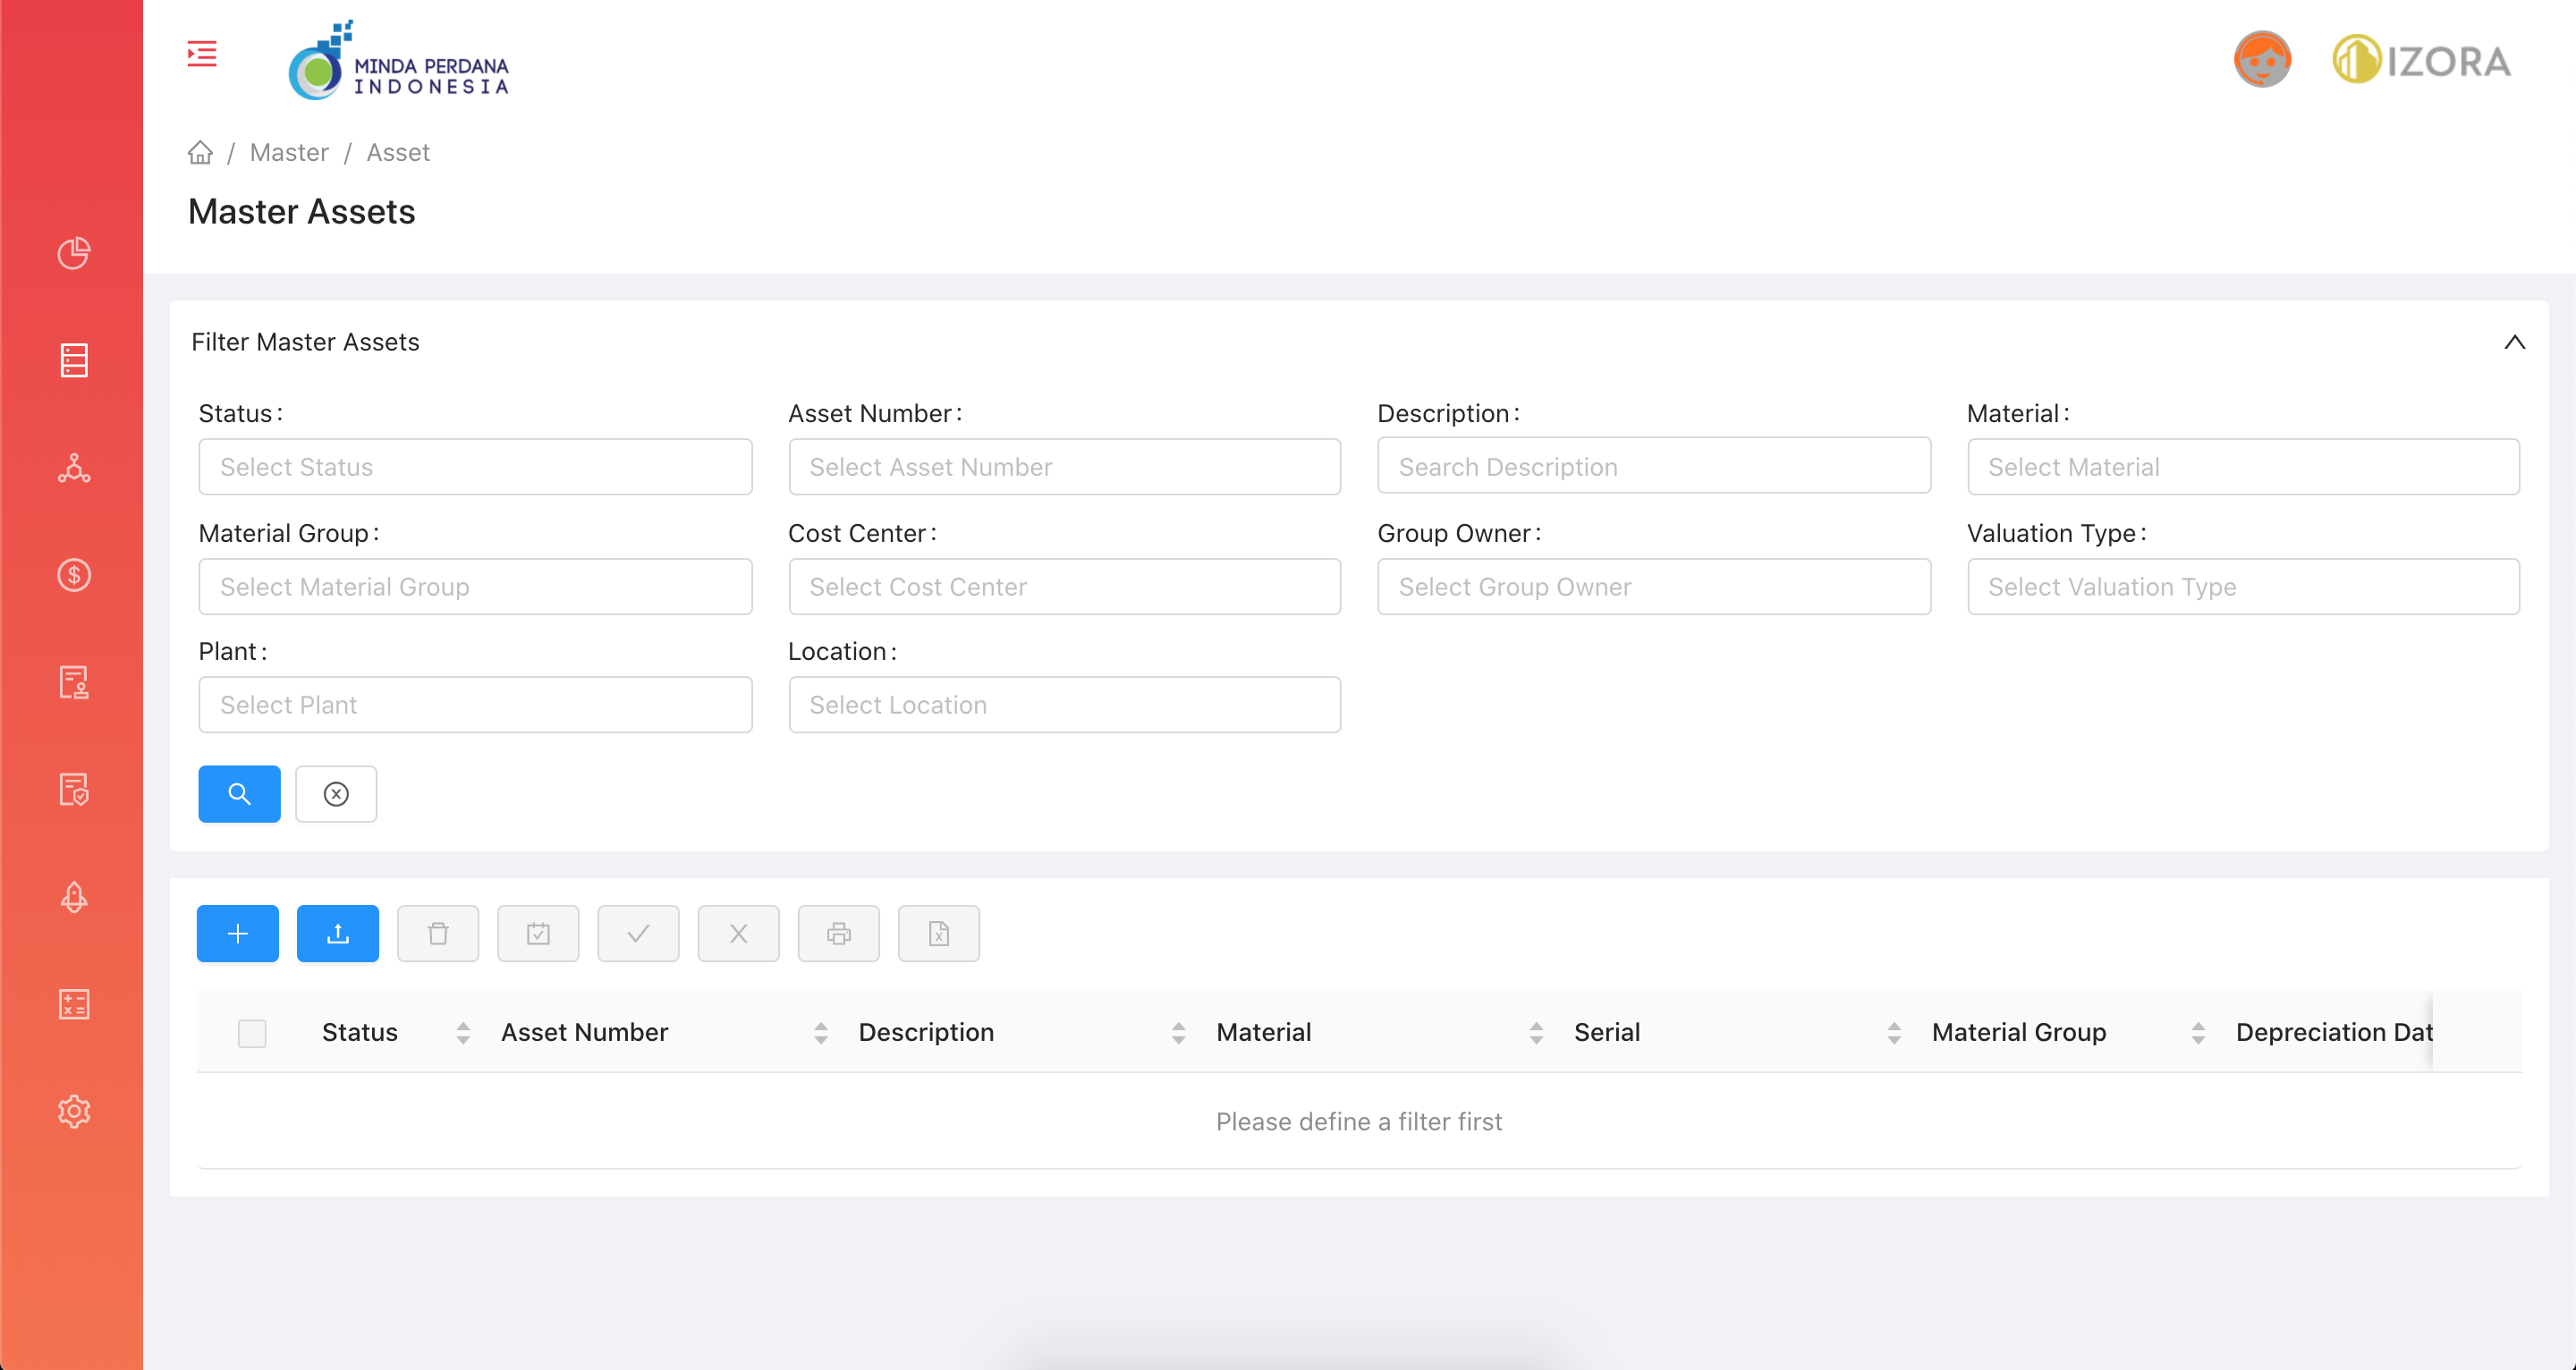 MINDA PERDANA
INDONESIA
IZORA
/ Master / Asset
Master Assets
Filter Master Assets
Status :
Asset Number :
Description :
Material :
Select Status
Select Asset Number
Search Description
Select Material
Material Group :
Cost Center :
Group Owner :
Valuation Type :
Select Material Group
Select Cost Center
Select Group Owner
Select Valuation Type
Plant :
Location :
Select Plant
Select Location
Status
Asset Number
Description
Material
Serial
Material Group
Depreciation Dat
Please define a filter first